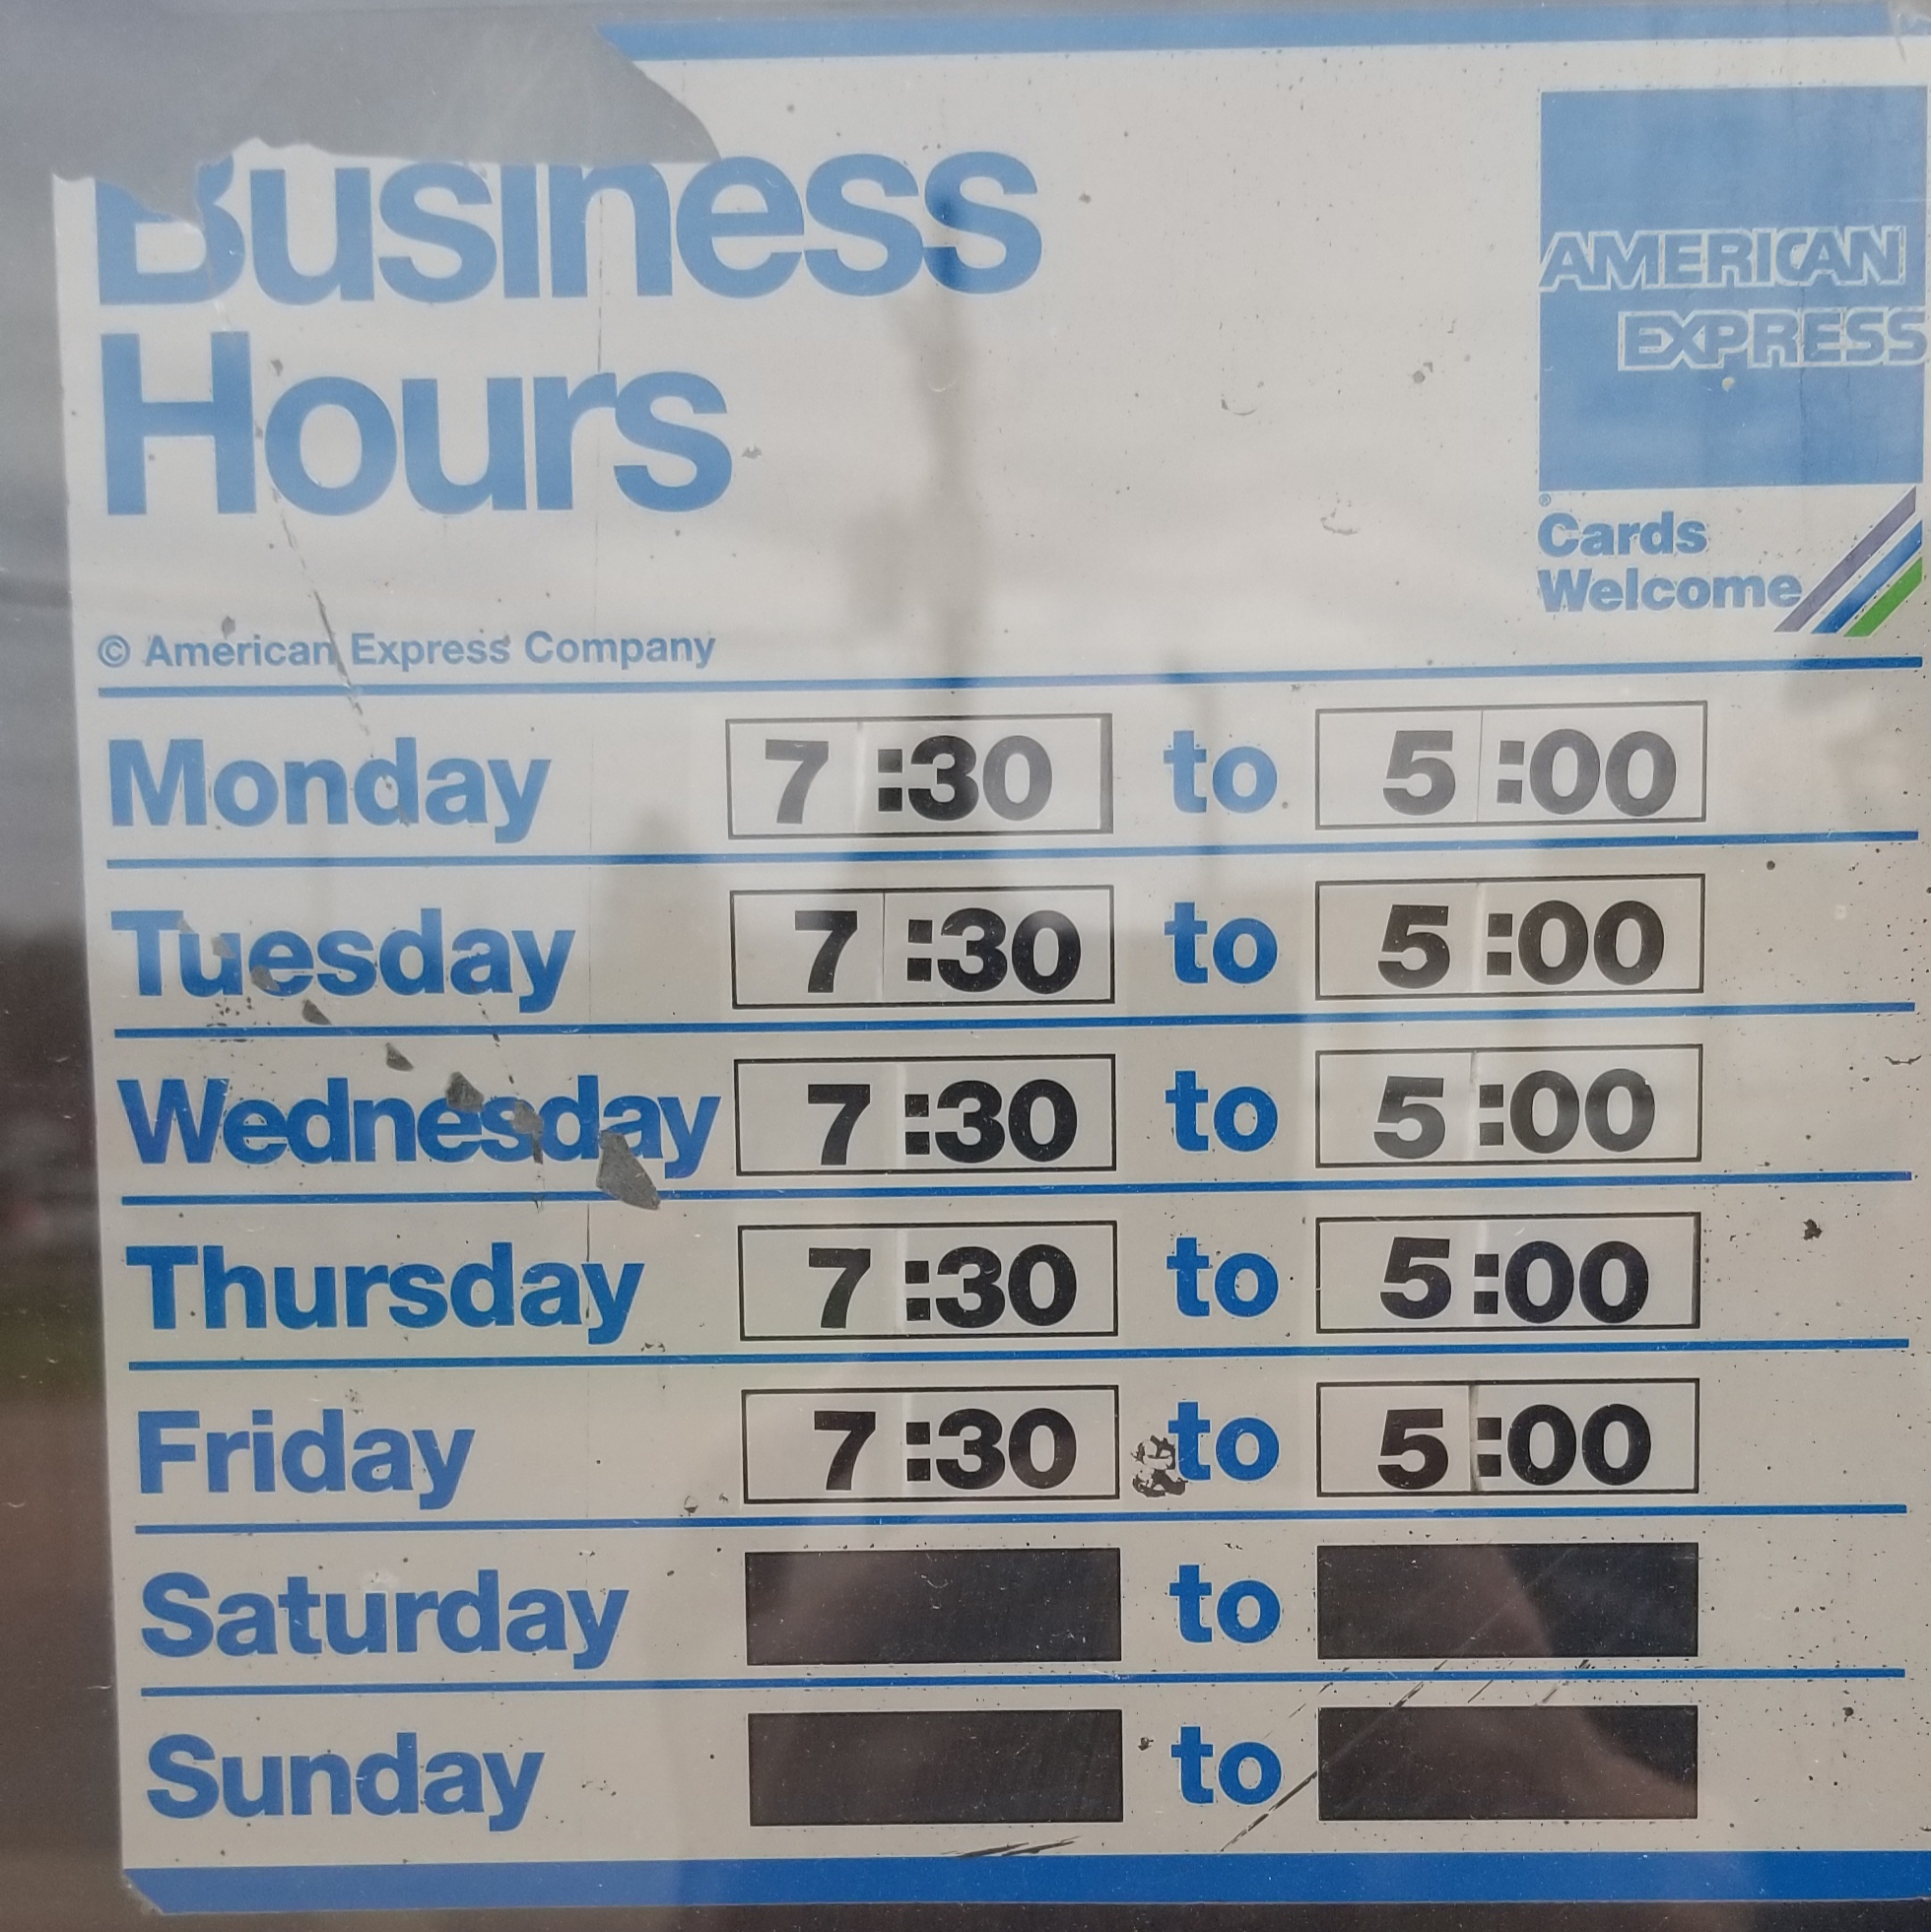 Business
Hours
AMERICAN
EXPRESS
®
Cards
Welcome
© American Express Company
Monday 7:30 to 5:00
Tuesday 7:30 to 5:00
Wednesday 7:30 to 5:00
Thursday 7:30 to 5:00
Friday 7:30 to 5:00
Saturday to
Sunday to